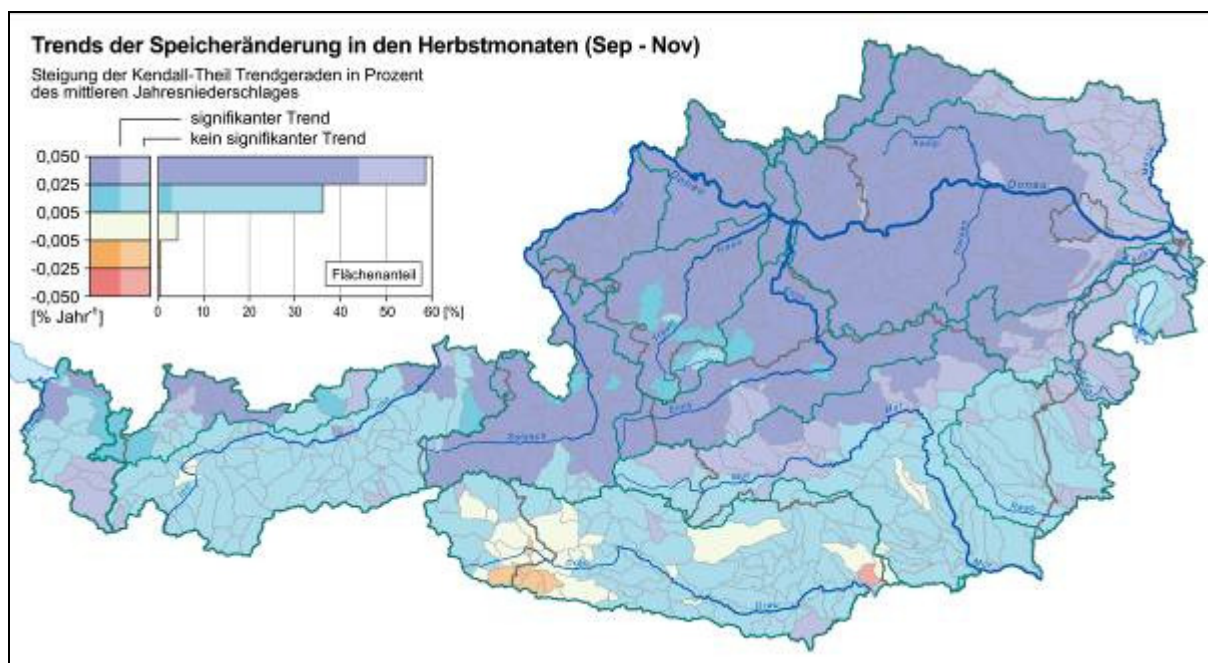 Trends der Speicheränderung in den Herbstmonaten (Sep - Nov)
Steigung der Kendall-Theil Trendgeraden in Prozent
des mittleren Jahresniederschlages
signifikanter Trend
kein signifikanter Trend
0,050
0,025
0,005
-0,005
-0,025
-0,050
[% Jahr⁻¹]
Flächenanteil
0 10 20 30 40 50 60 [%]
Donau
Kamp
Donau
March
Traun
Enns
Salzach
Enns
Mur
Mur
Inn
Raab
Drau
Drau
Mur